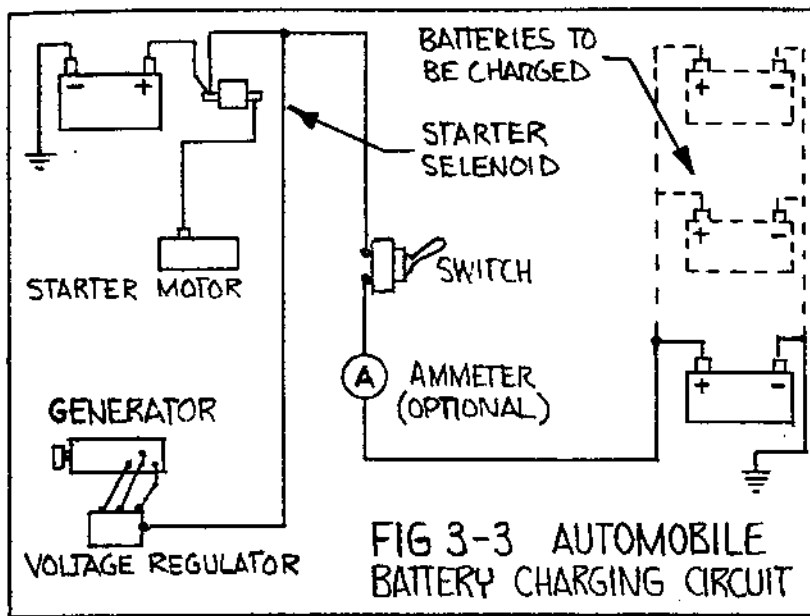 BATTERIES TO
BE CHARGED
- +
+ -
STARTER
SELENOID
+ -
STARTER MOTOR
SWITCH
A
AMMETER
(OPTIONAL)
+ -
GENERATOR
VOLTAGE REGULATOR
FIG 3-3 AUTOMOBILE
BATTERY CHARGING CIRCUIT